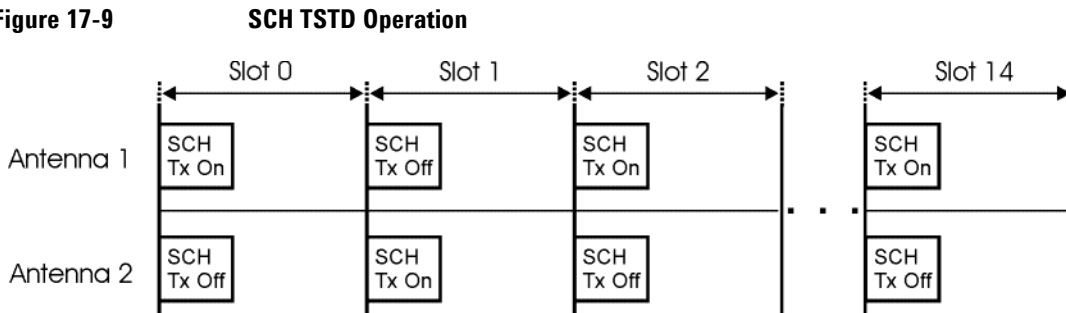 Figure 17-9 SCH TSTD Operation
Slot 0 Slot 1 Slot 2 Slot 14
Antenna 1
SCH Tx On
SCH Tx Off
SCH Tx On
. . .
SCH Tx On
Antenna 2
SCH Tx Off
SCH Tx On
SCH Tx Off
SCH Tx Off